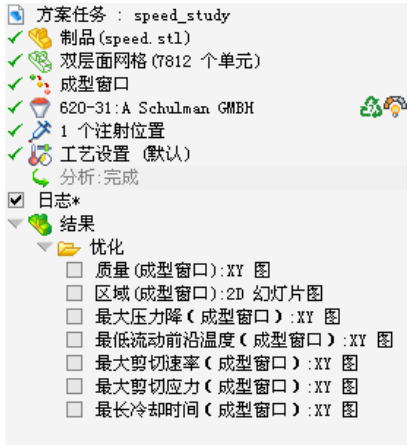 方案任务 : speed_study
制品(speed.stl)
双层面网格(7812 个单元)
成型窗口
620-31:A Schulman GMBH
1 个注射位置
工艺设置 (默认)
分析:完成
日志*
结果
优化
质量(成型窗口):XY 图
区域(成型窗口):2D 幻灯片图
最大压力降(成型窗口):XY 图
最低流动前沿温度(成型窗口):XY 图
最大剪切速率(成型窗口):XY 图
最大剪切应力(成型窗口):XY 图
最长冷却时间(成型窗口):XY 图